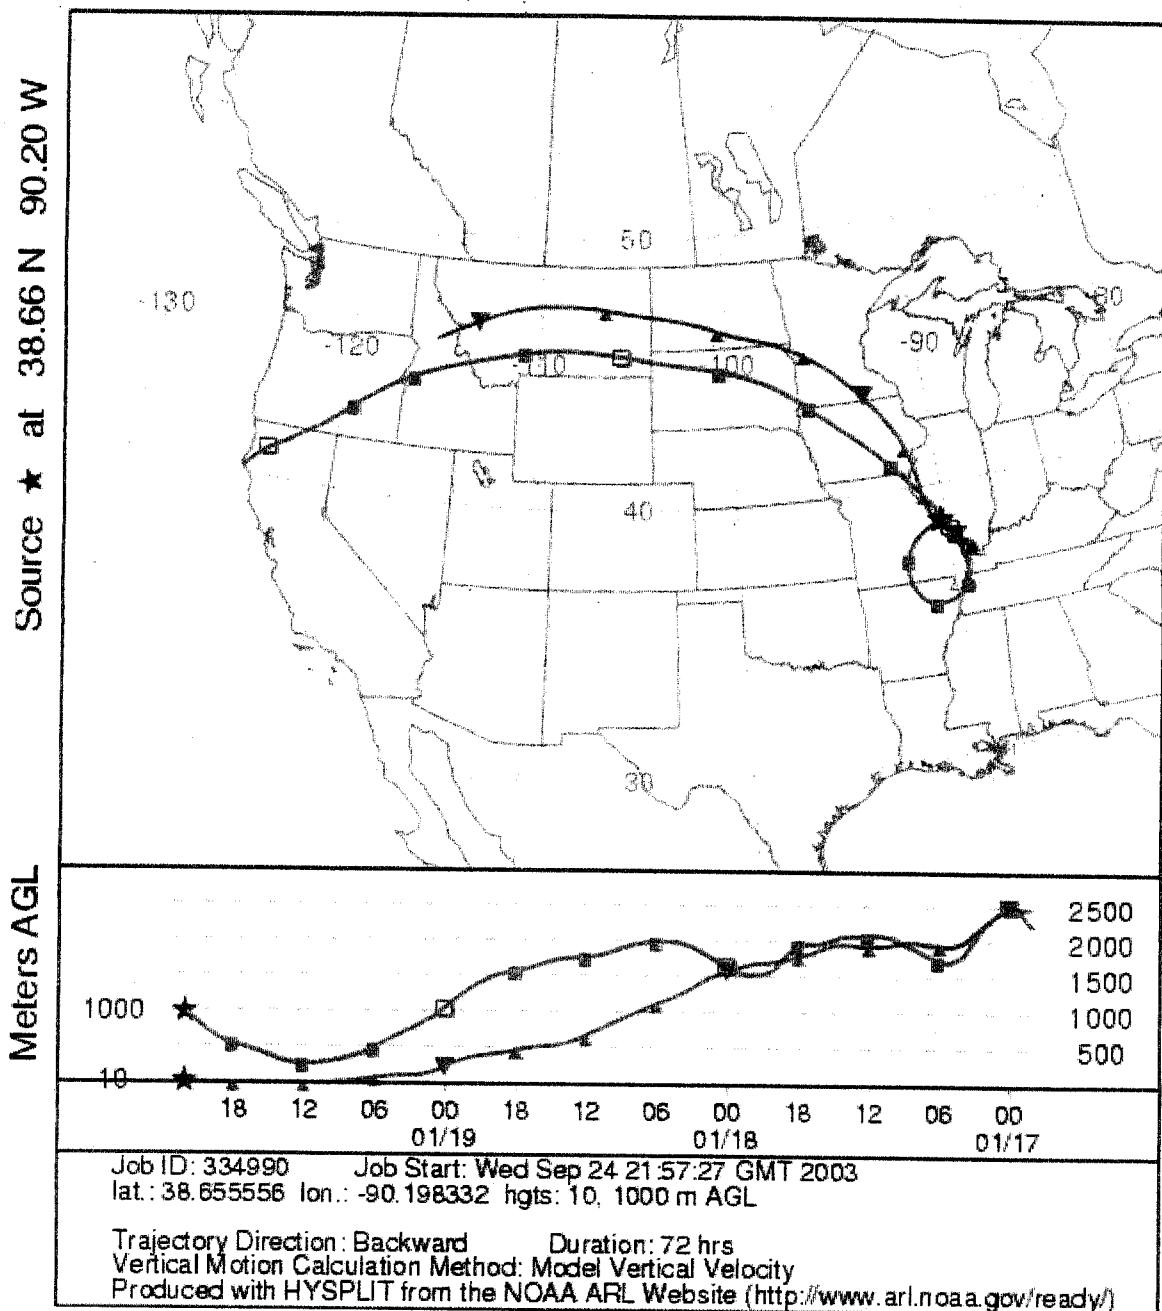 Source ★ at 38.66 N 90.20 W
50
-130
80
-120
-90
-110
100
40
30
Meters AGL
2500
2000
1500
1000
1000
500
10
18 12 06 00 18 12 06 00 18 12 06 00
01/19 01/18 01/17
Job ID: 334990 Job Start: Wed Sep 24 21:57:27 GMT 2003
lat.: 38.655556 lon.: -90.198332 hgts: 10, 1000 m AGL
Trajectory Direction: Backward Duration: 72 hrs
Vertical Motion Calculation Method: Model Vertical Velocity
Produced with HYSPLIT from the NOAA ARL Website (http://www.arl.noaa.gov/ready/)